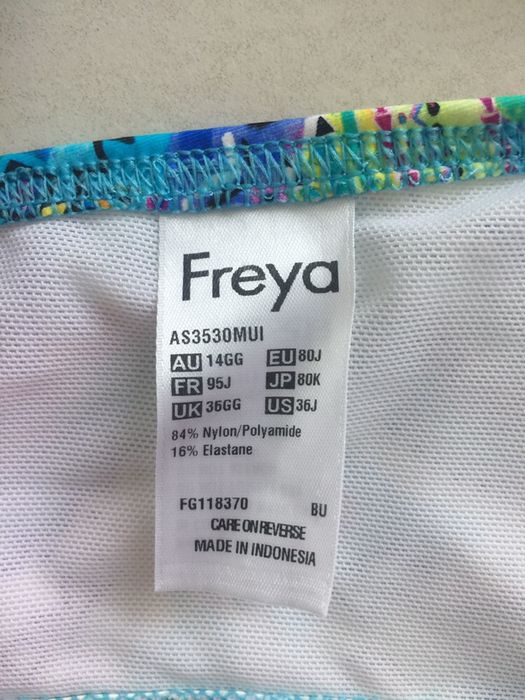 Freya
AS3530MUI
AU 14GG EU 80J
FR 95J JP 80K
UK 36GG US 36J
84% Nylon/Polyamide
16% Elastane
FG118370 BU
CARE ON REVERSE
MADE IN INDONESIA